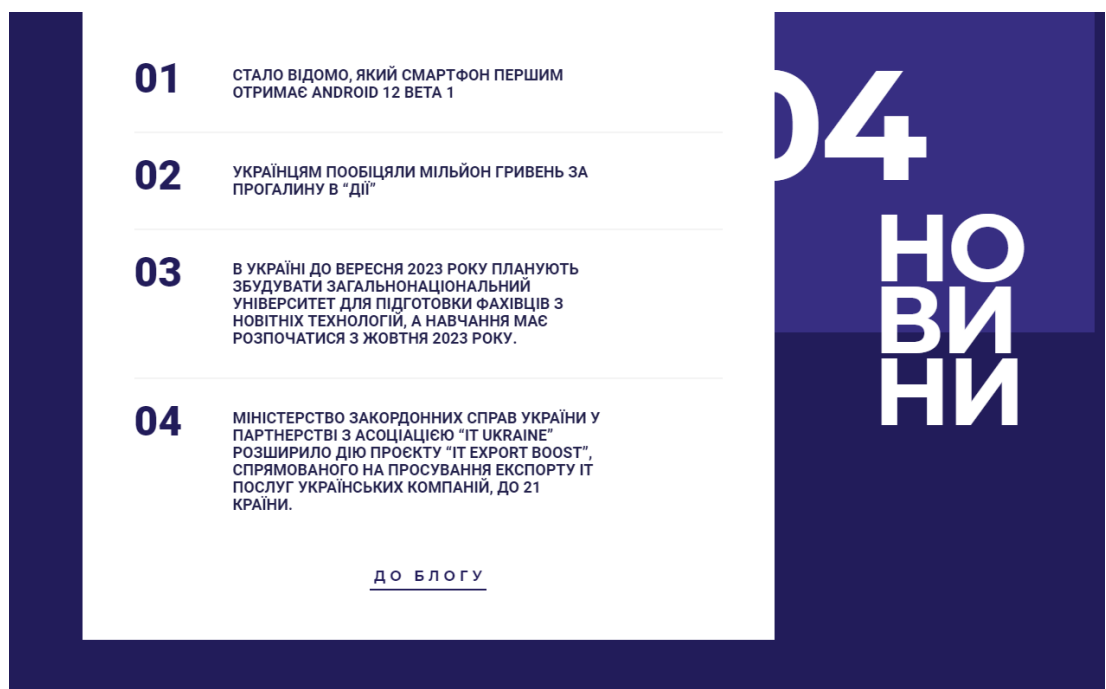 01
СТАЛО ВІДОМО, ЯКИЙ СМАРТФОН ПЕРШИМ
ОТРИМАЄ ANDROID 12 BETA 1
02
УКРАЇНЦЯМ ПООБІЦЯЛИ МІЛЬЙОН ГРИВЕНЬ ЗА
ПРОГАЛИНУ В “ДІЇ”
03
В УКРАЇНІ ДО ВЕРЕСНЯ 2023 РОКУ ПЛАНУЮТЬ
ЗБУДУВАТИ ЗАГАЛЬНОНАЦІОНАЛЬНИЙ
УНІВЕРСИТЕТ ДЛЯ ПІДГОТОВКИ ФАХІВЦІВ З
НОВІТНІХ ТЕХНОЛОГІЙ, А НАВЧАННЯ МАЄ
РОЗПОЧАТИСЯ З ЖОВТНЯ 2023 РОКУ.
04
МІНІСТЕРСТВО ЗАКОРДОННИХ СПРАВ УКРАЇНИ У
ПАРТНЕРСТВІ З АСОЦІАЦІЄЮ “IT UKRAINE”
РОЗШИРИЛО ДІЮ ПРОЄКТУ “IT EXPORT BOOST”,
СПРЯМОВАНОГО НА ПРОСУВАННЯ ЕКСПОРТУ ІТ
ПОСЛУГ УКРАЇНСЬКИХ КОМПАНІЙ, ДО 21
КРАЇНИ.
ДО БЛОГУ
04
НО
ВИ
НИ